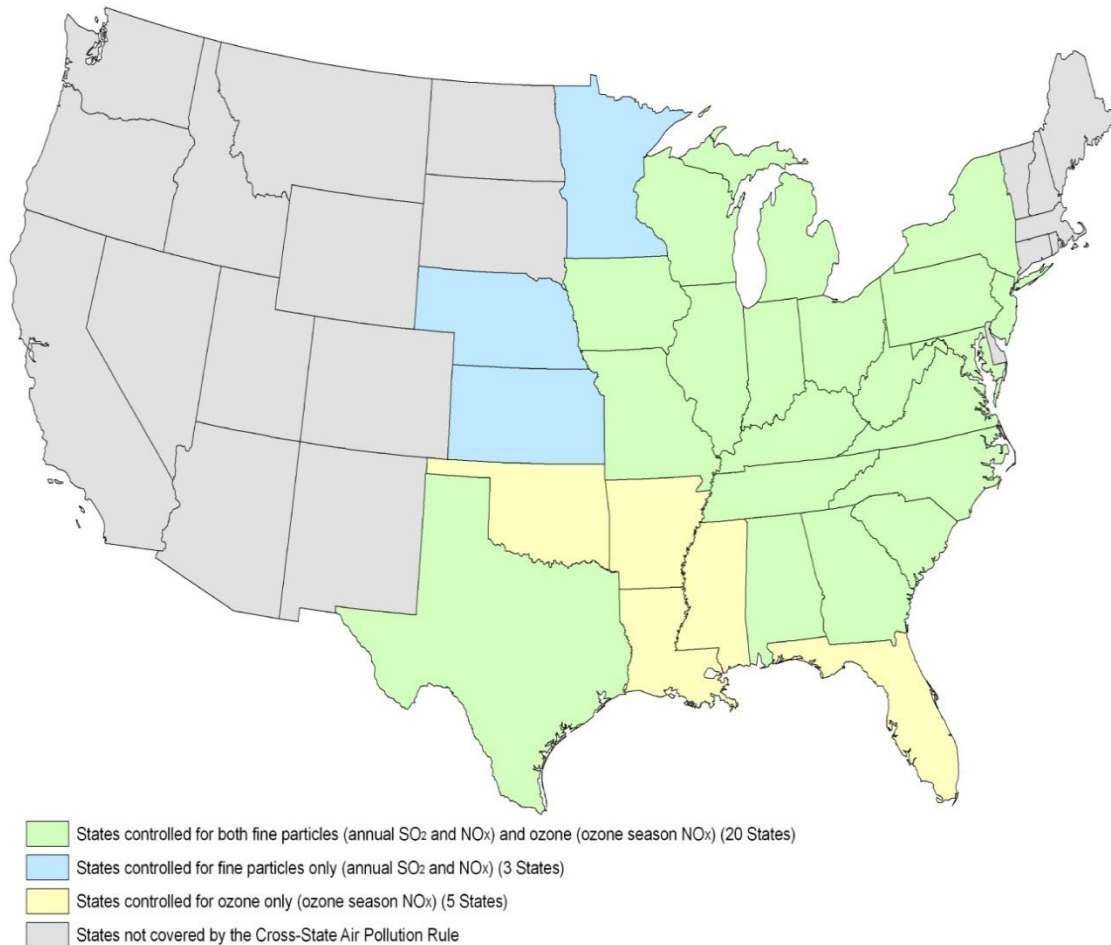 States controlled for both fine particles (annual SO₂ and NOₓ) and ozone (ozone season NOₓ) (20 States)
States controlled for fine particles only (annual SO₂ and NOₓ) (3 States)
States controlled for ozone only (ozone season NOₓ) (5 States)
States not covered by the Cross-State Air Pollution Rule